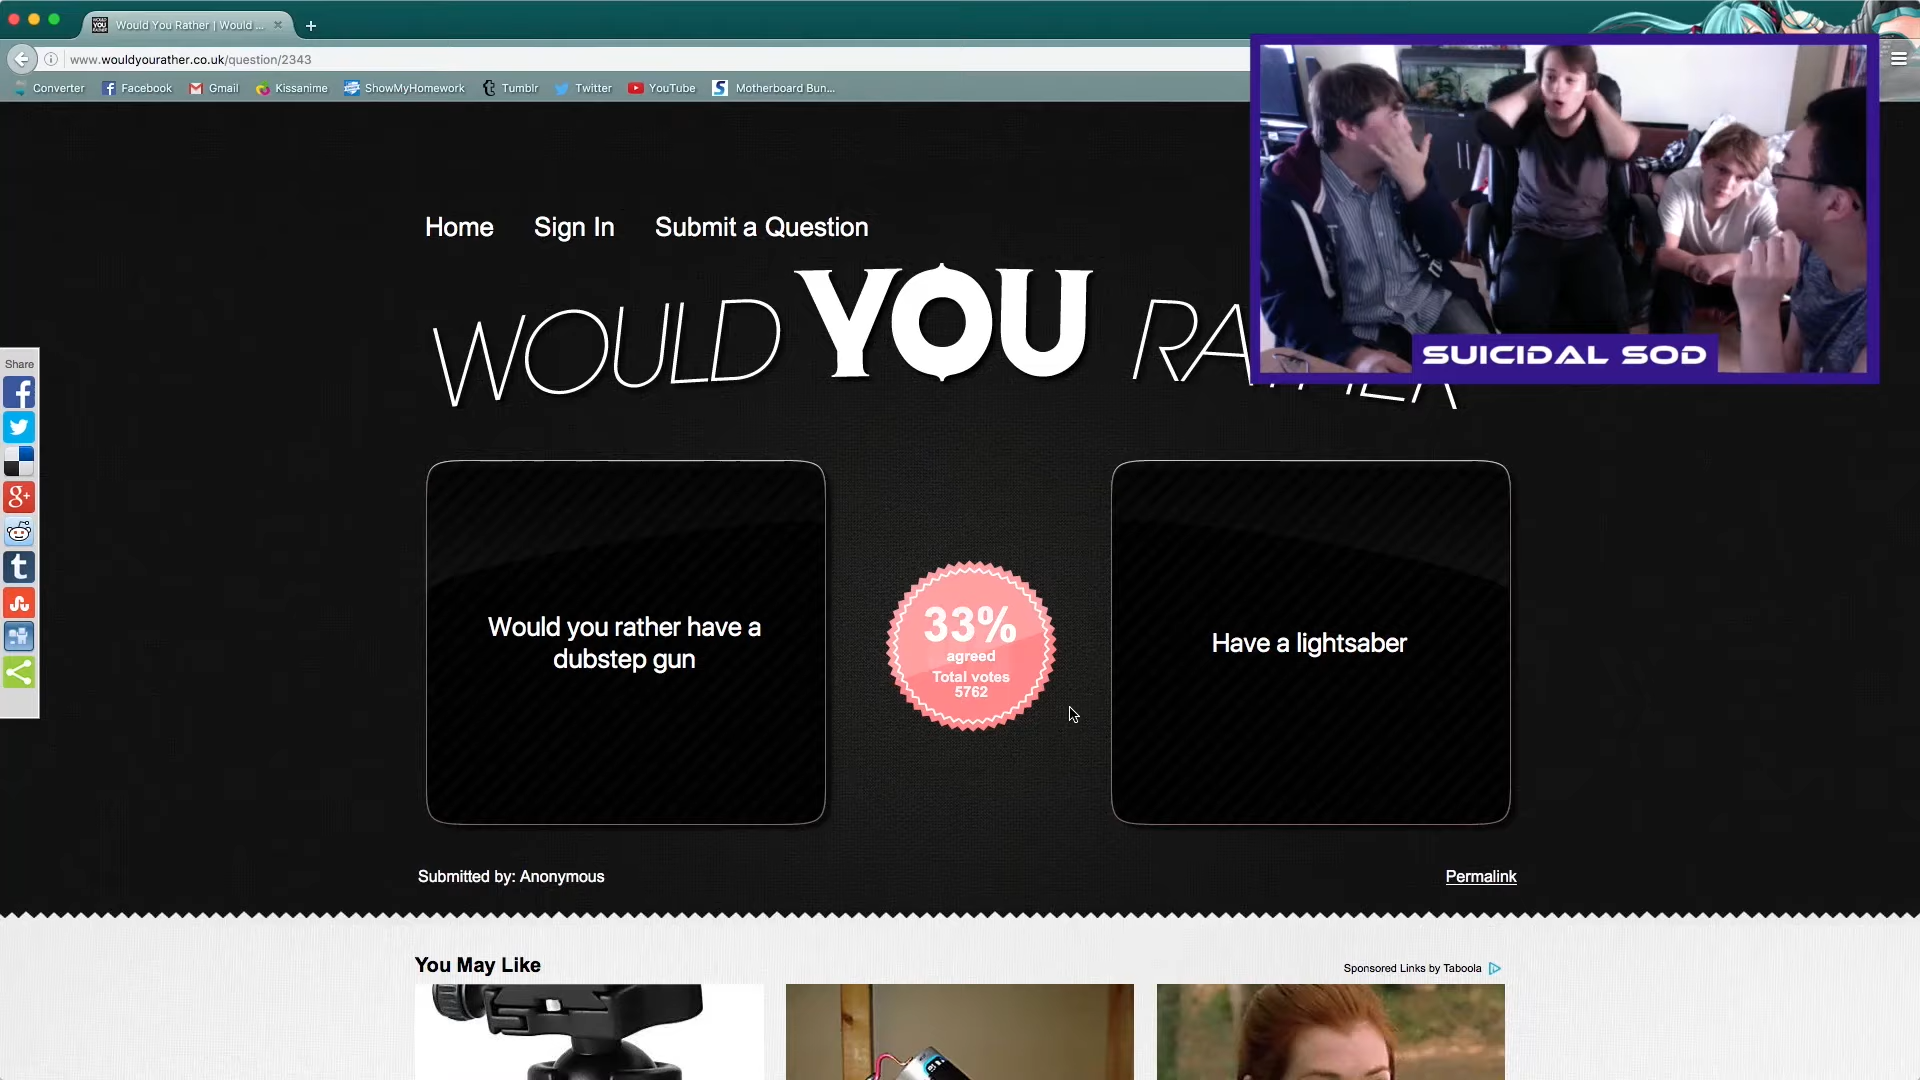 Would You Rather | Would ...
www.wouldyourather.co.uk/question/2343
Converter
Facebook
Gmail
Kissanime
ShowMyHomework
Tumblr
Twitter
YouTube
Motherboard Bun...
SUICIDAL SOD
Home
Sign In
Submit a Question
WOULD YOU RATHER
Share
Would you rather have a
dubstep gun
33%
agreed
Total votes
5762
Have a lightsaber
Submitted by: Anonymous
Permalink
You May Like
Sponsored Links by Taboola